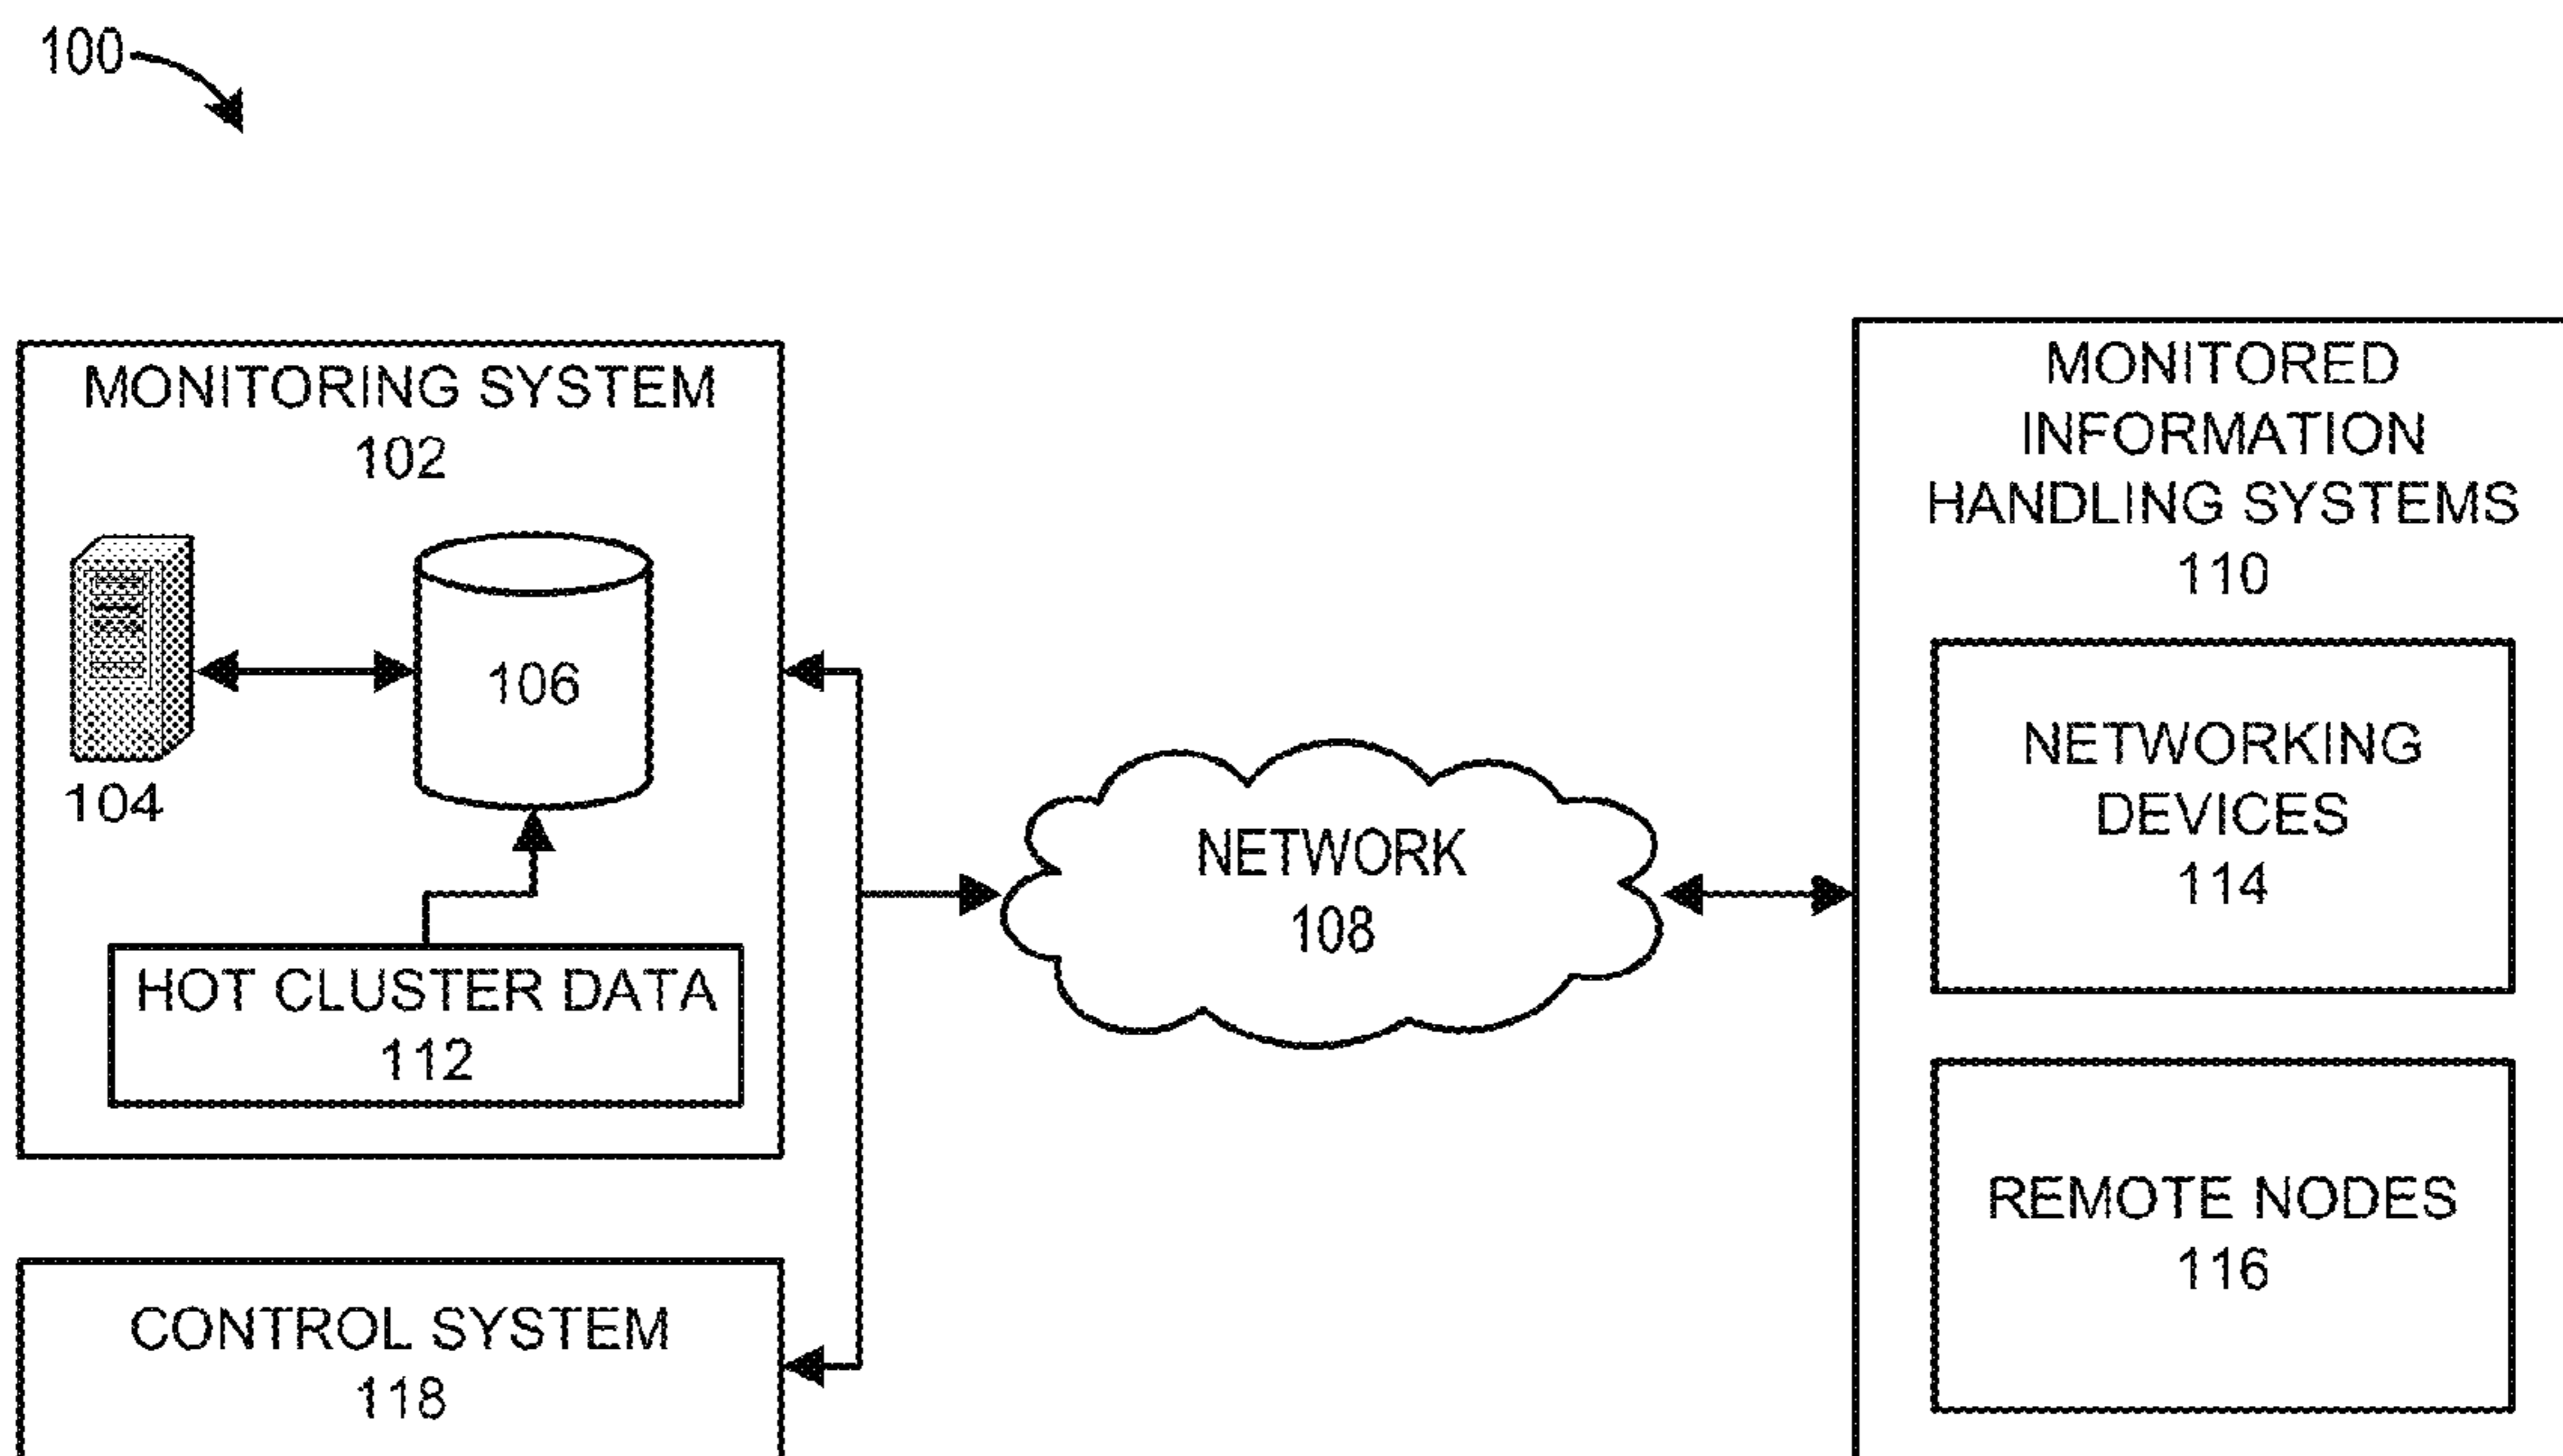 100
MONITORING SYSTEM
102
104
106
HOT CLUSTER DATA
112
CONTROL SYSTEM
118
NETWORK
108
MONITORED
INFORMATION
HANDLING SYSTEMS
110
NETWORKING
DEVICES
114
REMOTE NODES
116